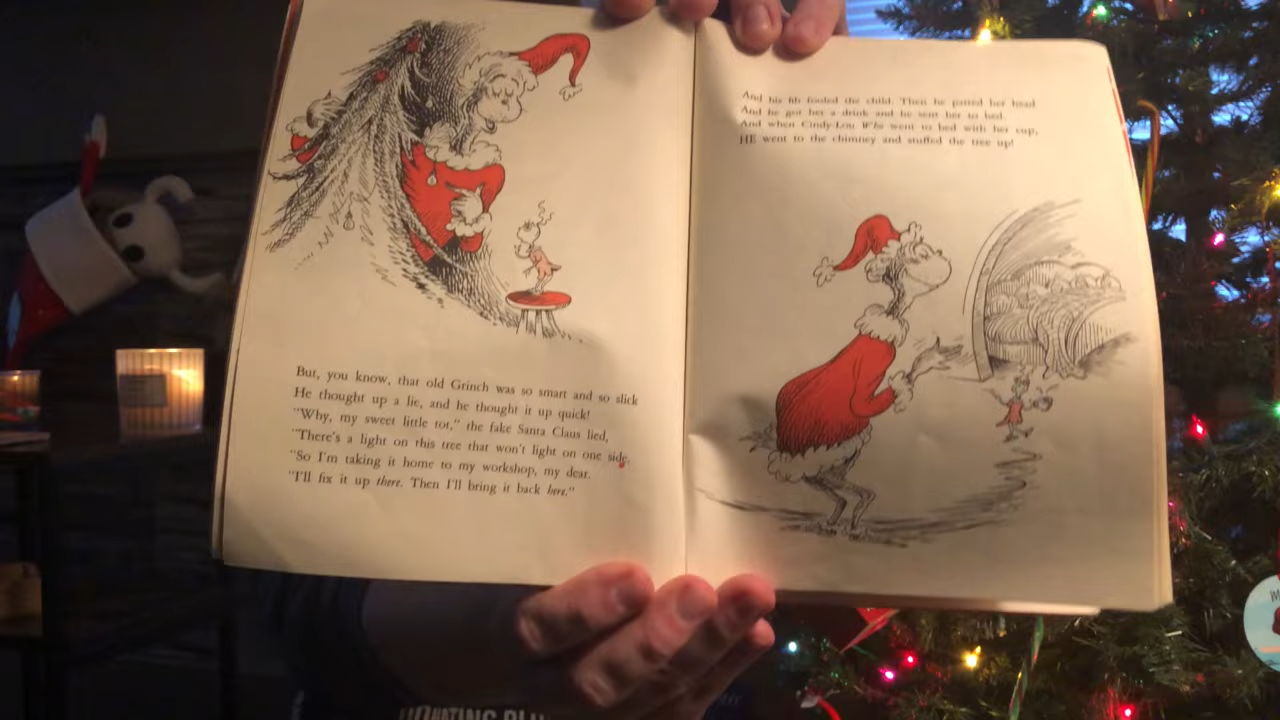 But, you know, that old Grinch was so smart and so slick
He thought up a lie, and he thought it up quick!
"Why, my sweet little tot," the fake Santa Claus lied,
"There's a light on this tree that won't light on one side.
"So I'm taking it home to my workshop, my dear.
"I'll fix it up there. Then I'll bring it back here."
And his fib fooled the child. Then he patted her head
And he got her a drink and he sent her to bed.
And when Cindy-Lou Who went to bed with her cup,
HE went to the chimney and stuffed the tree up!